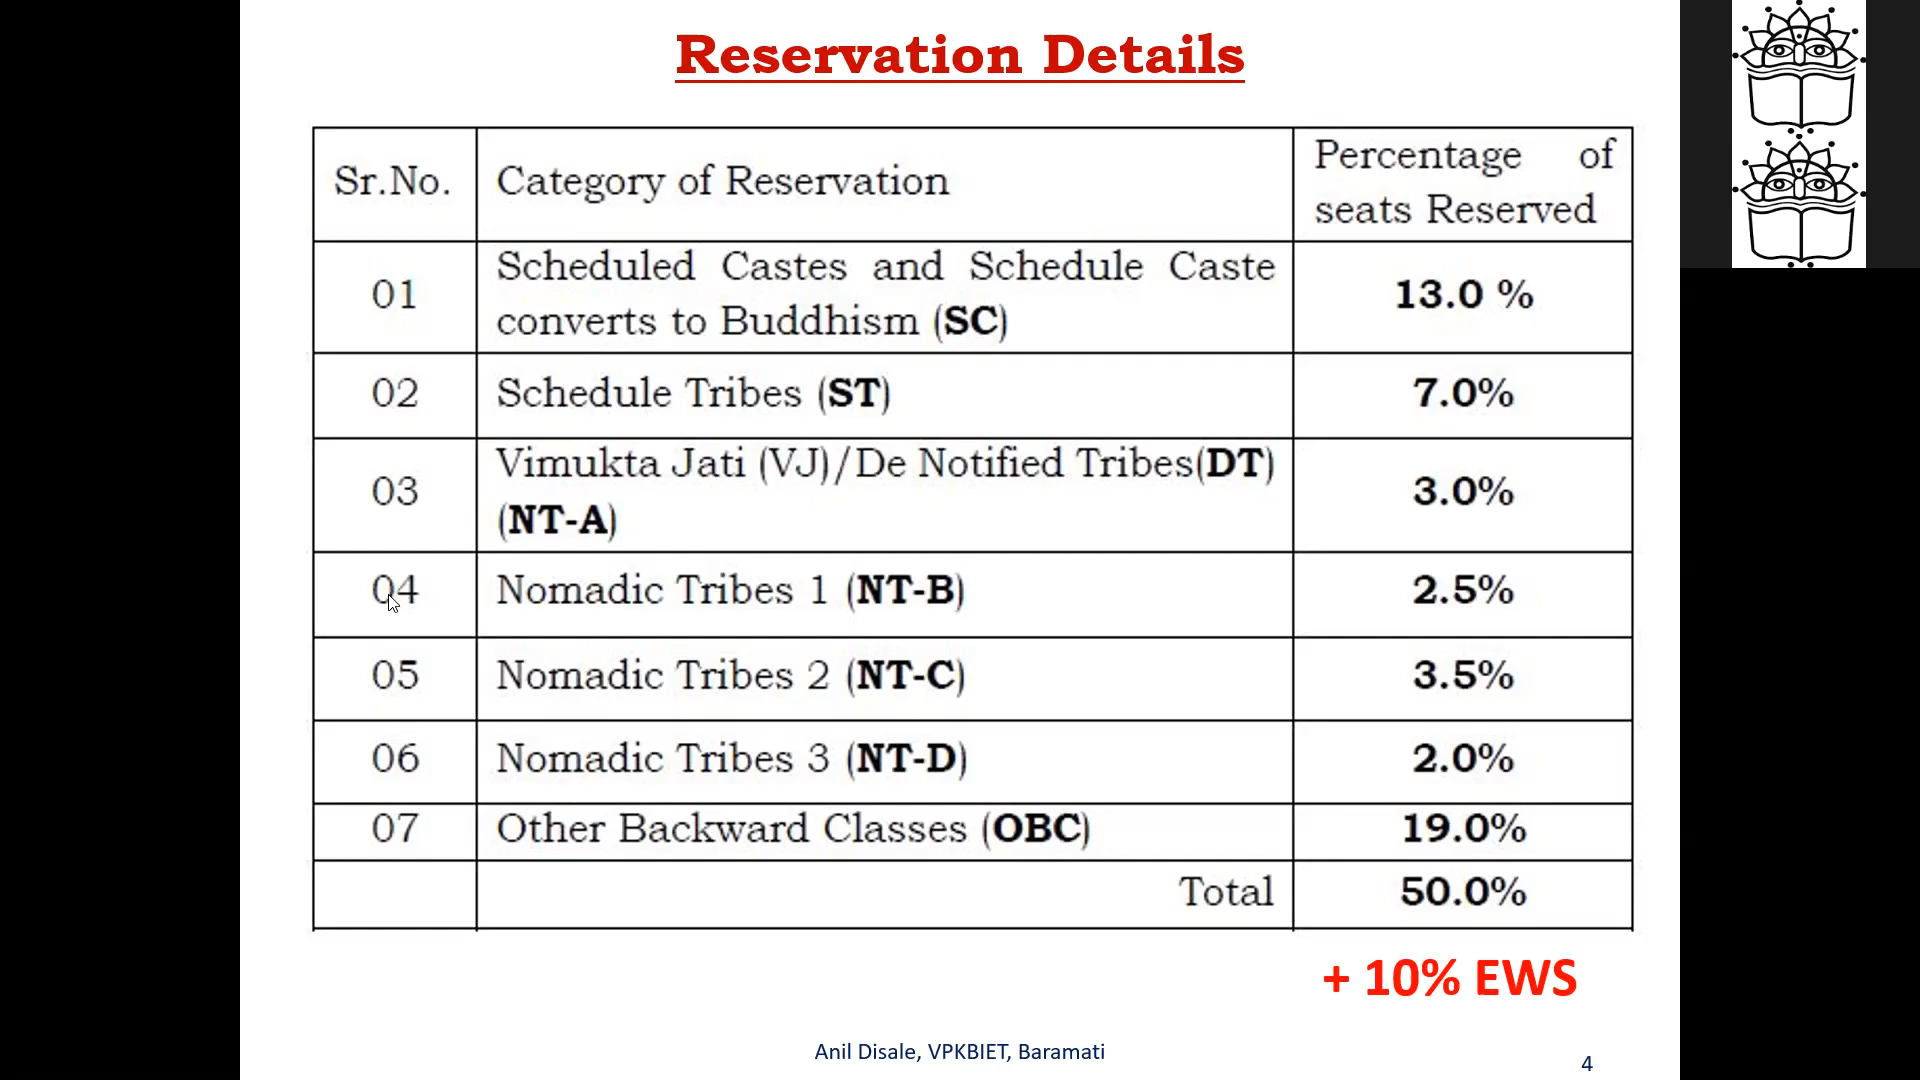 Reservation Details
Sr.No.
Category of Reservation
Percentage of
seats Reserved
01
Scheduled Castes and Schedule Caste
converts to Buddhism (SC)
13.0 %
02
Schedule Tribes (ST)
7.0%
03
Vimukta Jati (VJ)/De Notified Tribes(DT)
(NT-A)
3.0%
04
Nomadic Tribes 1 (NT-B)
2.5%
05
Nomadic Tribes 2 (NT-C)
3.5%
06
Nomadic Tribes 3 (NT-D)
2.0%
07
Other Backward Classes (OBC)
19.0%
Total
50.0%
+ 10% EWS
Anil Disale, VPKBIET, Baramati
4